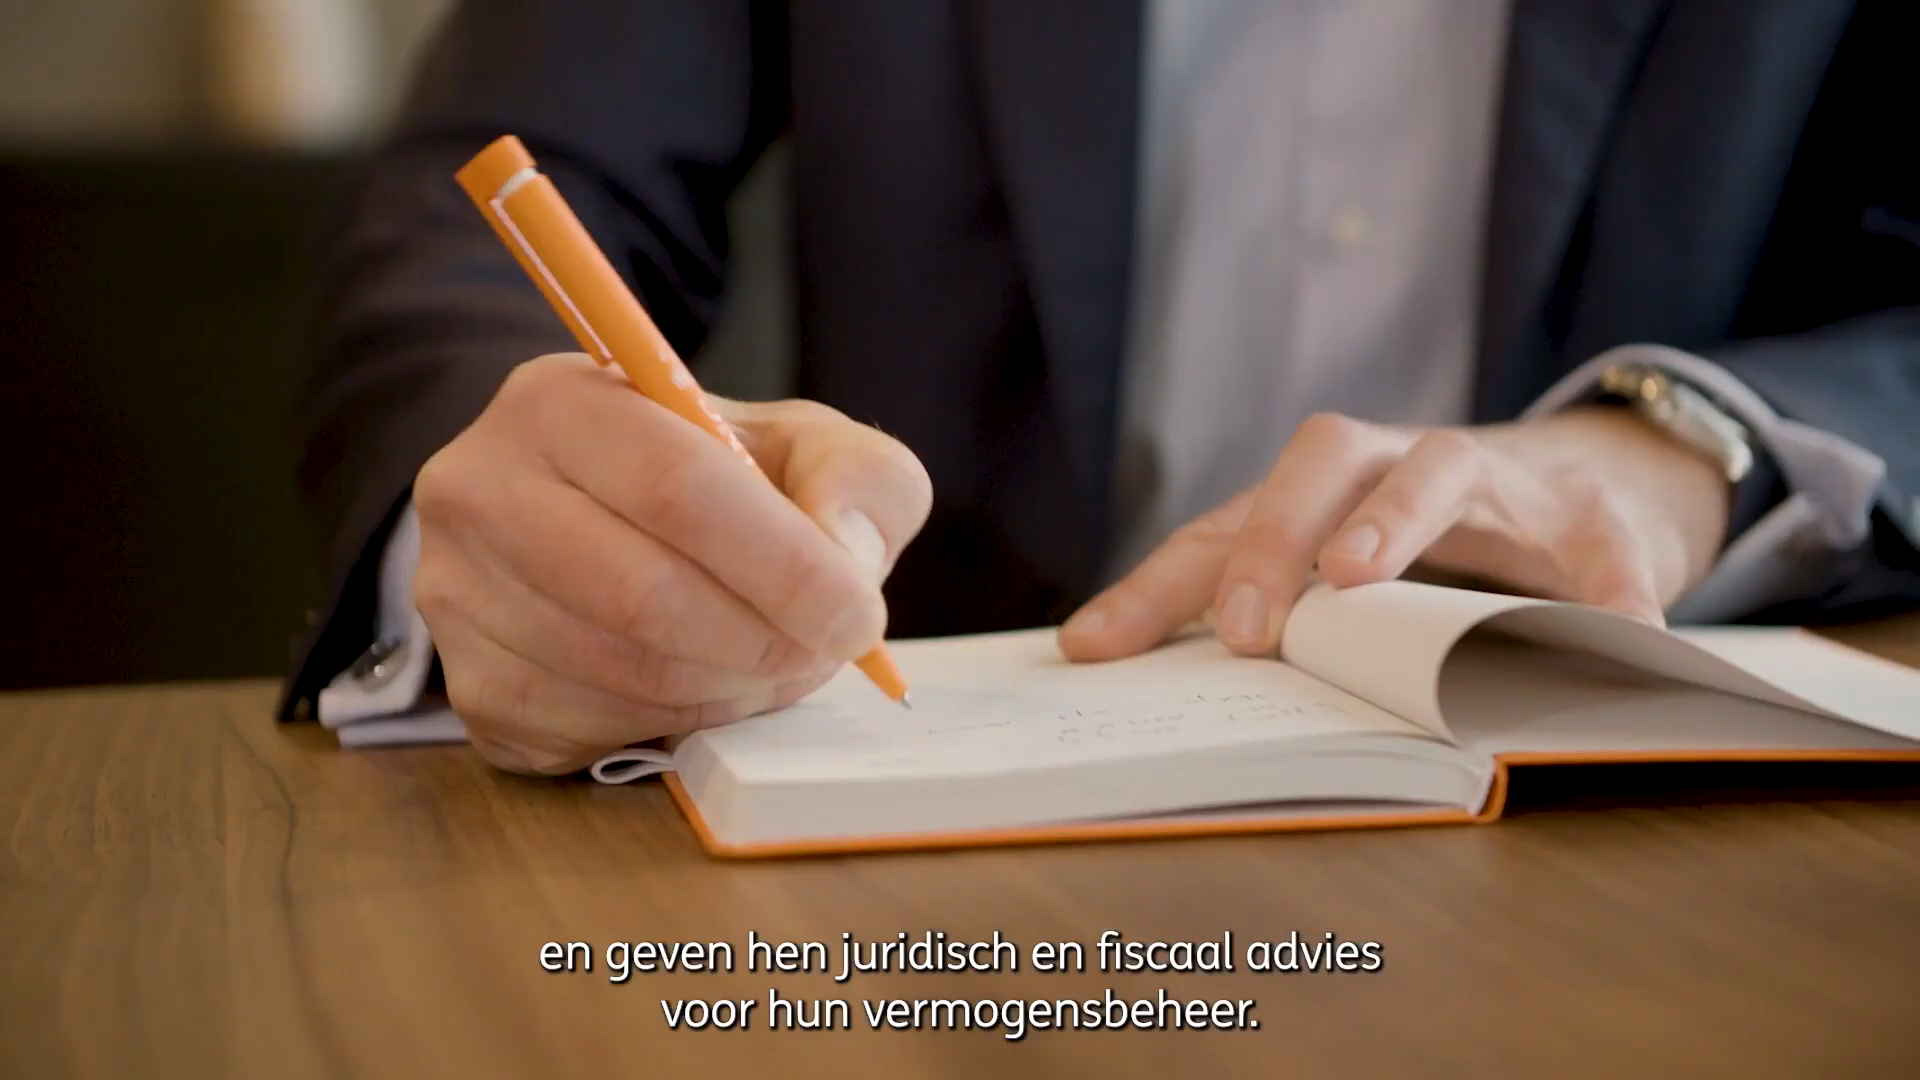 en geven hen juridisch en fiscaal advies
voor hun vermogensbeheer.